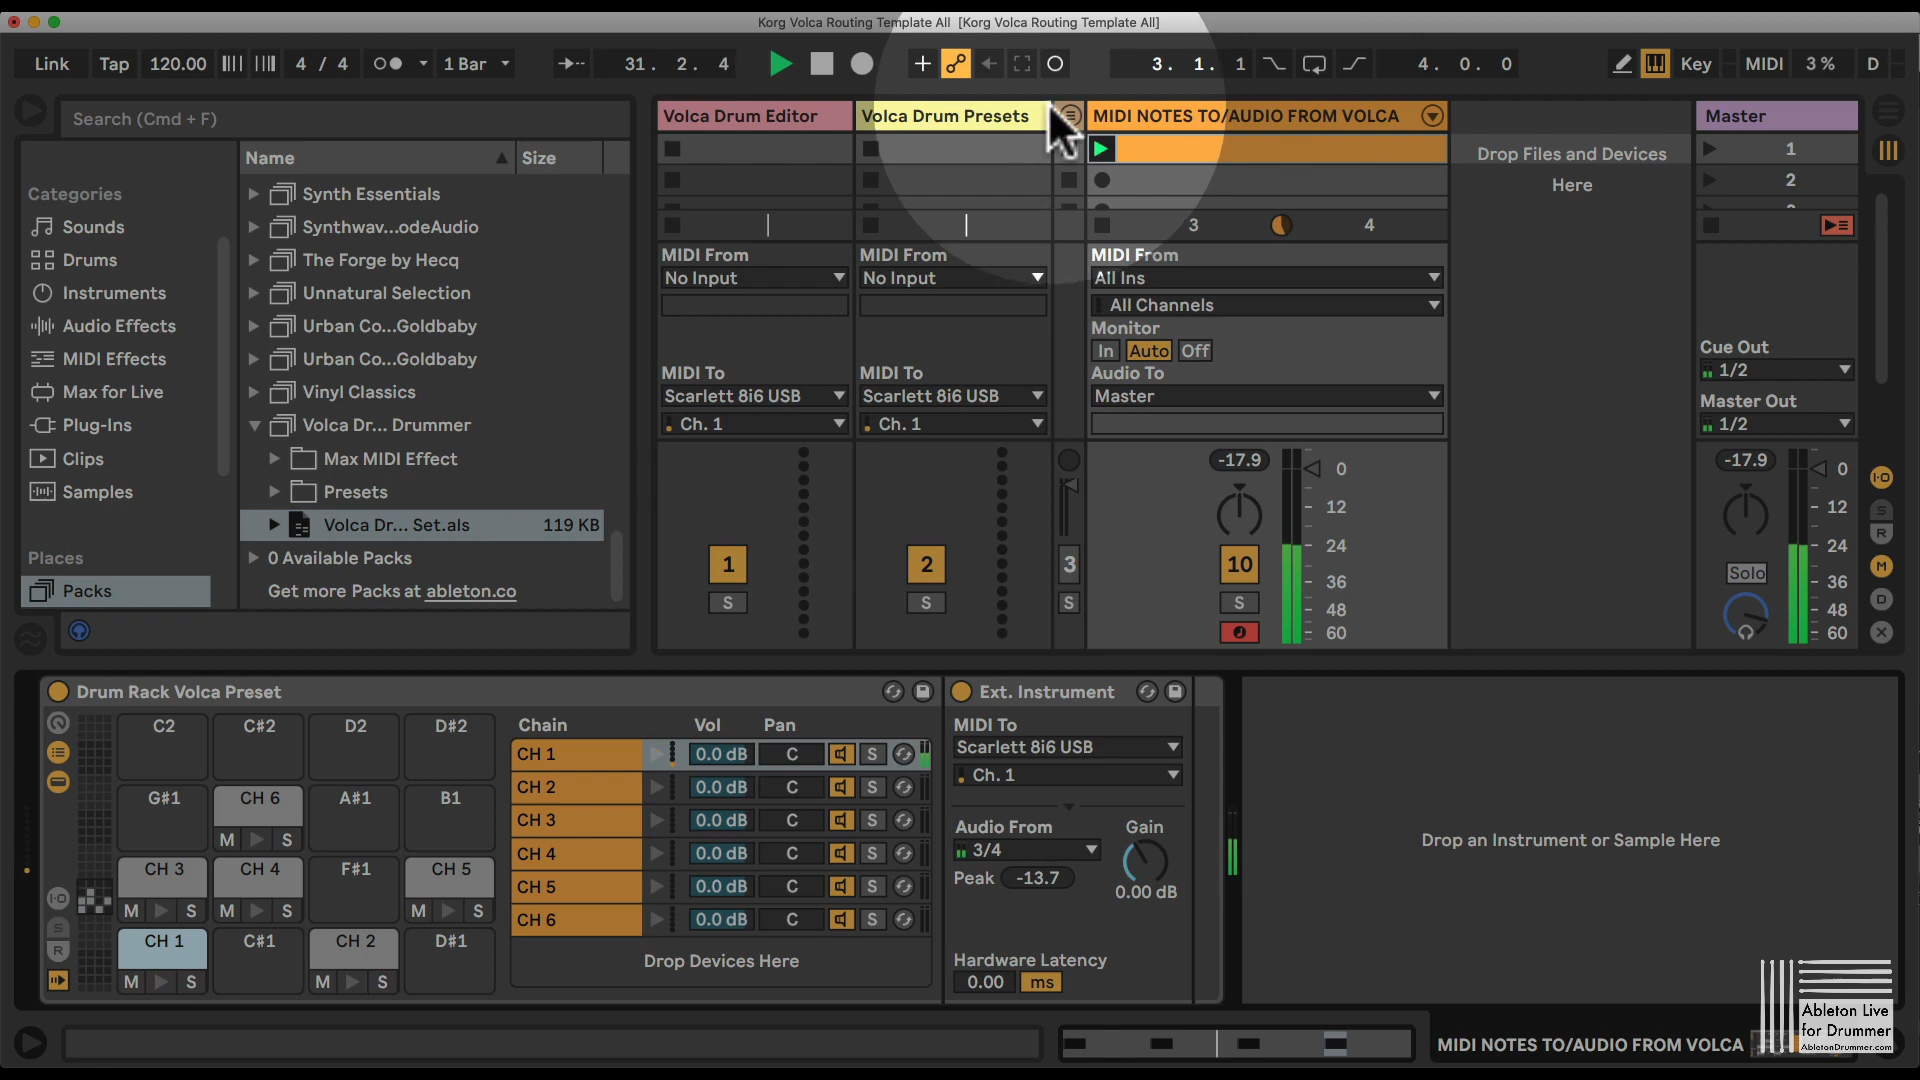 Korg Volca Routing Template All [Korg Volca Routing Template All]
Link Tap 120.00 4 / 4 1 Bar 31. 2. 4 3. 1. 1 4. 0. 0 Key MIDI 3 % D
Search (Cmd + F)
Name Size
Categories
Sounds
Drums
Instruments
Audio Effects
MIDI Effects
Max for Live
Plug-Ins
Clips
Samples
Places
Packs
Synth Essentials
Synthwav...odeAudio
The Forge by Hecq
Unnatural Selection
Urban Co...Goldbaby
Urban Co...Goldbaby
Vinyl Classics
Volca Dr... Drummer
Max MIDI Effect
Presets
Volca Dr... Set.als 119 KB
0 Available Packs
Get more Packs at ableton.co
Volca Drum Editor
MIDI From
No Input
MIDI To
Scarlett 8i6 USB
Ch. 1
1
S
Volca Drum Presets
MIDI From
No Input
MIDI To
Scarlett 8i6 USB
Ch. 1
2
S
3
S
MIDI NOTES TO/AUDIO FROM VOLCA
3 4
MIDI From
All Ins
All Channels
Monitor
In Auto Off
Audio To
Master
-17.9
0
12
24
36
48
60
10
S
Drop Files and Devices
Here
Master
1
2
Cue Out
1/2
Master Out
1/2
-17.9
0
12
24
36
48
60
Solo
I·O
S
R
M
D
X
Drum Rack Volca Preset
C2 C#2 D2 D#2
G#1 CH 6 A#1 B1
M S
CH 3 CH 4 F#1 CH 5
M S M S M S
CH 1 C#1 CH 2 D#1
M S M S
I·O
S
R
Chain Vol Pan
CH 1 0.0 dB C S
CH 2 0.0 dB C S
CH 3 0.0 dB C S
CH 4 0.0 dB C S
CH 5 0.0 dB C S
CH 6 0.0 dB C S
Drop Devices Here
Ext. Instrument
MIDI To
Scarlett 8i6 USB
Ch. 1
Audio From Gain
3/4
Peak -13.7
0.00 dB
Hardware Latency
0.00 ms
Drop an Instrument or Sample Here
MIDI NOTES TO/AUDIO FROM VOLCA
Ableton Live
for Drummer
AbletonDrummer.com